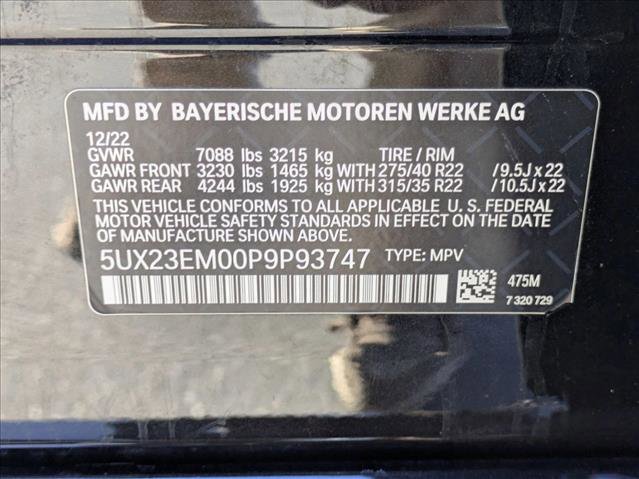 MFD BY BAYERISCHE MOTOREN WERKE AG
12/22
GVWR 7088 lbs 3215 kg TIRE / RIM
GAWR FRONT 3230 lbs 1465 kg WITH 275/40 R22 /9.5J x 22
GAWR REAR 4244 lbs 1925 kg WITH 315/35 R22 /10.5J x 22
THIS VEHICLE CONFORMS TO ALL APPLICABLE U. S. FEDERAL
MOTOR VEHICLE SAFETY STANDARDS IN EFFECT ON THE
DATE OF MANUFACTURE SHOWN ABOVE.
5UX23EM00P9P93747 TYPE: MPV
475M
7 320 729